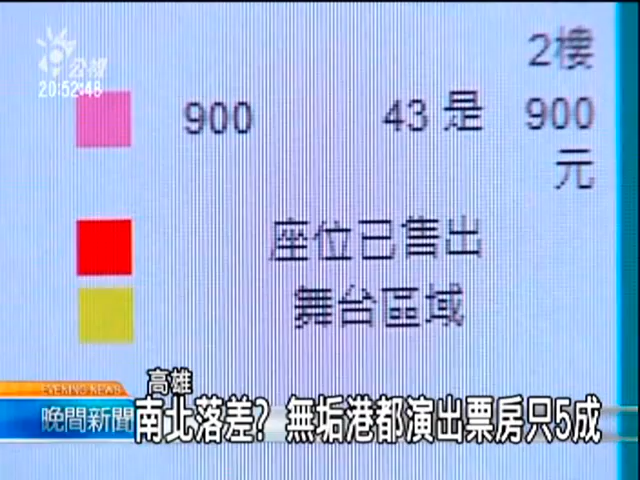 公視
20:52:48
2樓
900 43 是 900
元
座位已售出
舞台區域
EVENING NEWS
晚間新聞
高雄
南北落差? 無垢港都演出票房只5成